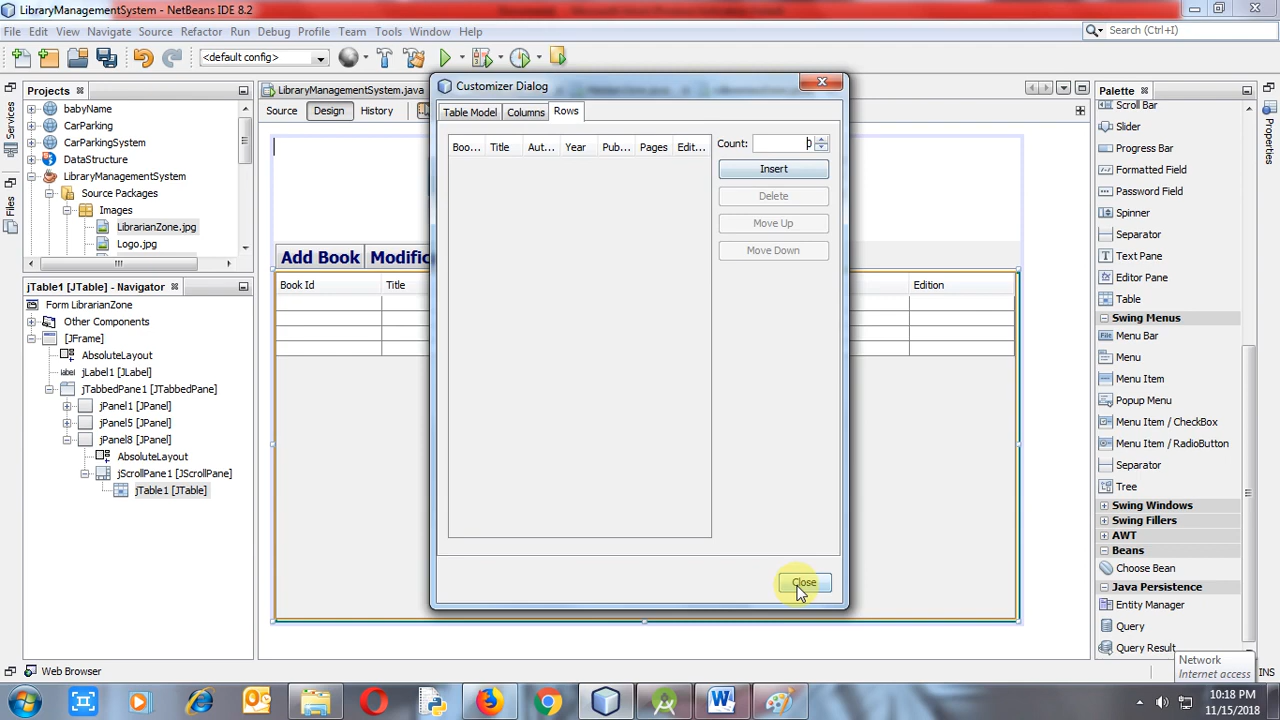 LibraryManagementSystem - NetBeans IDE 8.2
File Edit View Navigate Source Refactor Run Debug Profile Team Tools Window Help
Search (Ctrl+I)
<default config>
Projects
babyName
CarParking
CarParkingSystem
DataStructure
LibraryManagementSystem
Source Packages
Images
LibrarianZone.jpg
Logo.jpg
jTable1 [JTable] - Navigator
Form LibrarianZone
Other Components
[JFrame]
AbsoluteLayout
label jLabel1 [JLabel]
jTabbedPane1 [JTabbedPane]
jPanel1 [JPanel]
jPanel5 [JPanel]
jPanel8 [JPanel]
AbsoluteLayout
jScrollPane1 [JScrollPane]
jTable1 [JTable]
Web Browser
Services
Files
LibraryManagementSystem.java
Source Design History
Add Book Modific
Book Id Title Edition
Customizer Dialog
Table Model Columns Rows
Boo... Title Aut... Year Pub... Pages Edit...
Count: 0
Insert
Delete
Move Up
Move Down
Close
Palette
Scroll Bar
Slider
Progress Bar
Formatted Field
Password Field
Spinner
Separator
Text Pane
Editor Pane
Table
Swing Menus
Menu Bar
Menu
Menu Item
Popup Menu
Menu Item / CheckBox
Menu Item / RadioButton
Separator
Tree
Swing Windows
Swing Fillers
AWT
Beans
Choose Bean
Java Persistence
Entity Manager
Query
Query Result
Properties
Network
Internet access
INS
10:18 PM
11/15/2018